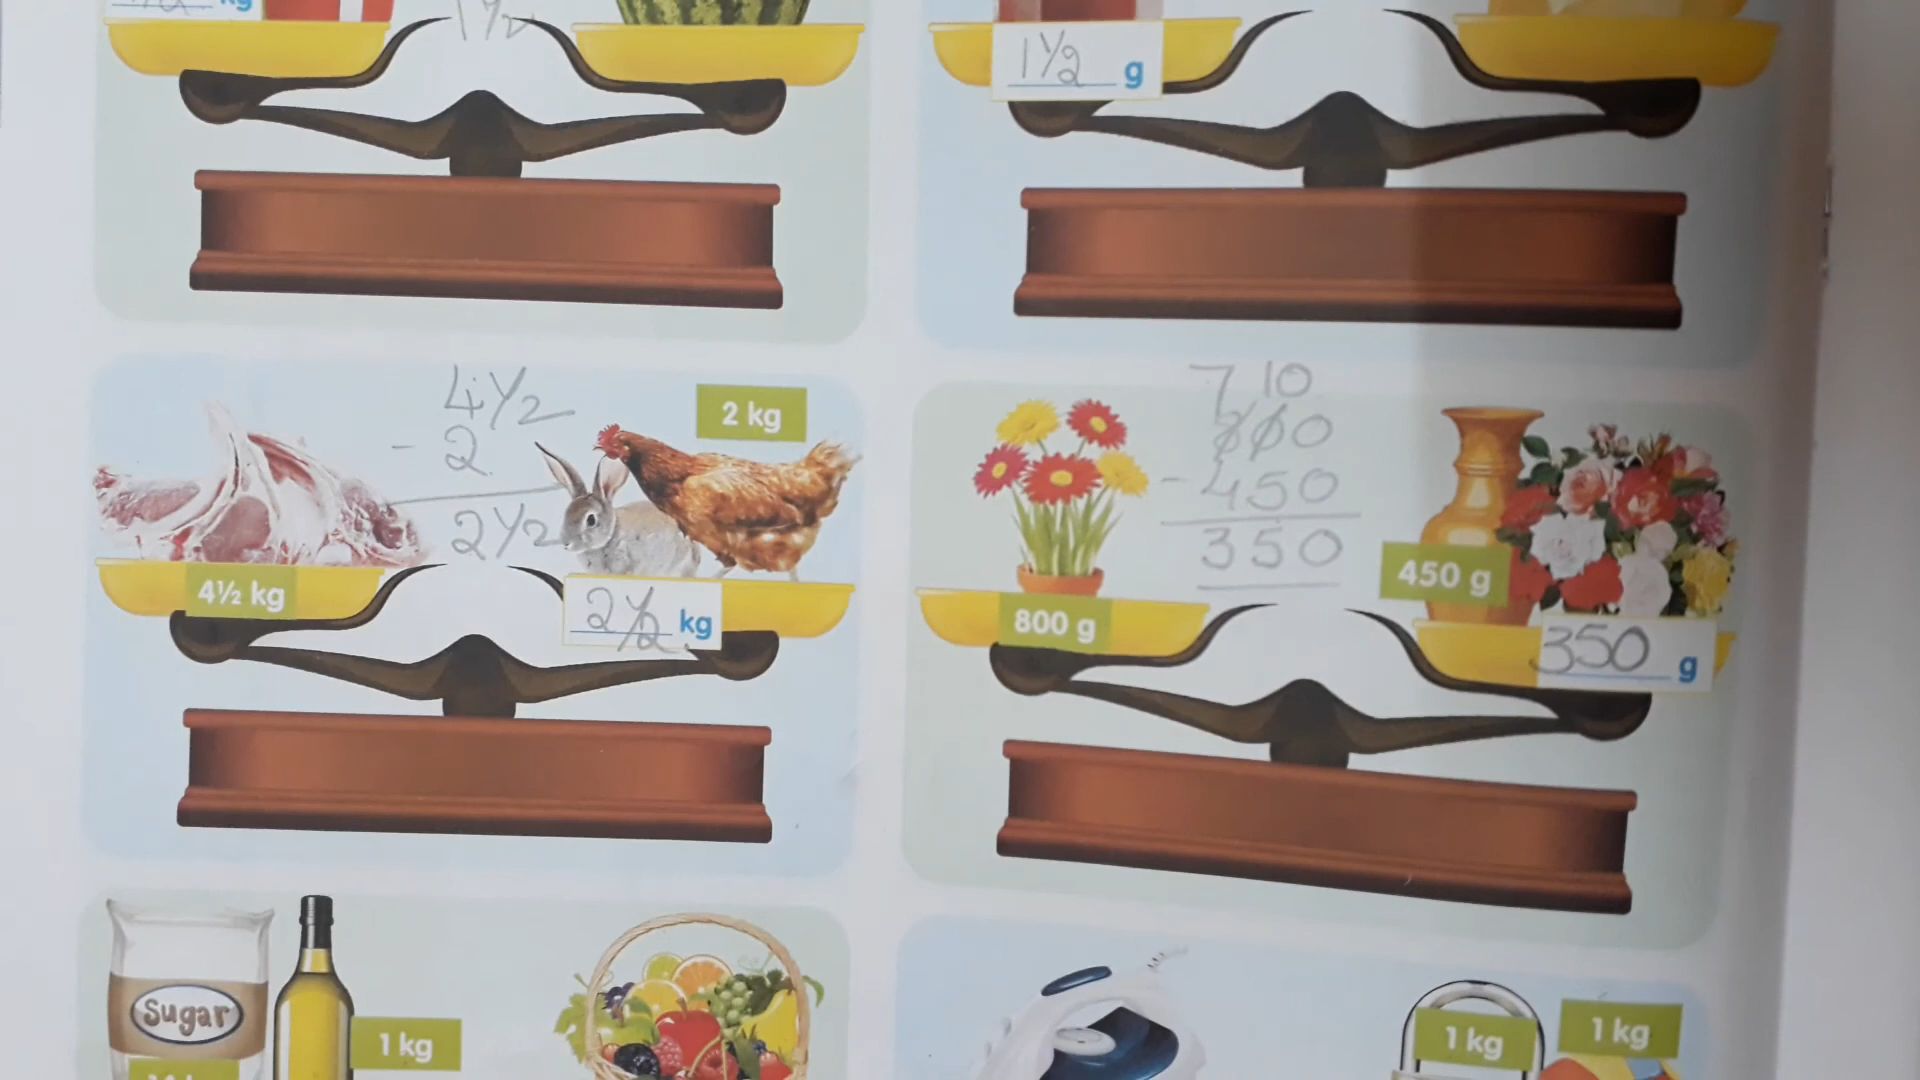 kg
1½
1½ g
4½
- 2
2½
2 kg
4½ kg
2½ kg
7 10
800
- 450
350
800 g
450 g
350 g
Sugar
1 kg
1 kg
1 kg